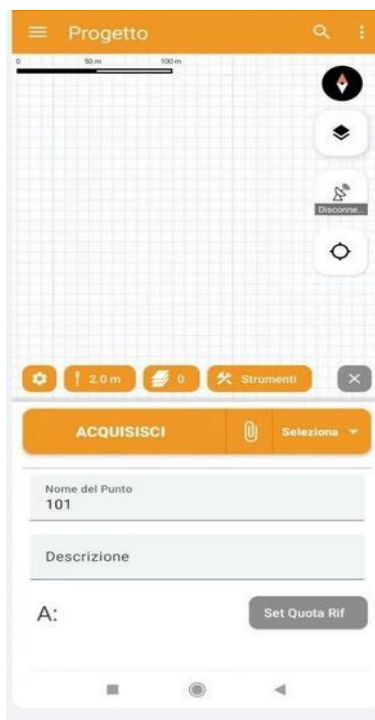 Progetto
0 50 m 100 m
Disconne...
2.0 m 0 Strumenti
ACQUISISCI Seleziona
Nome del Punto
101
Descrizione
A: Set Quota Rif